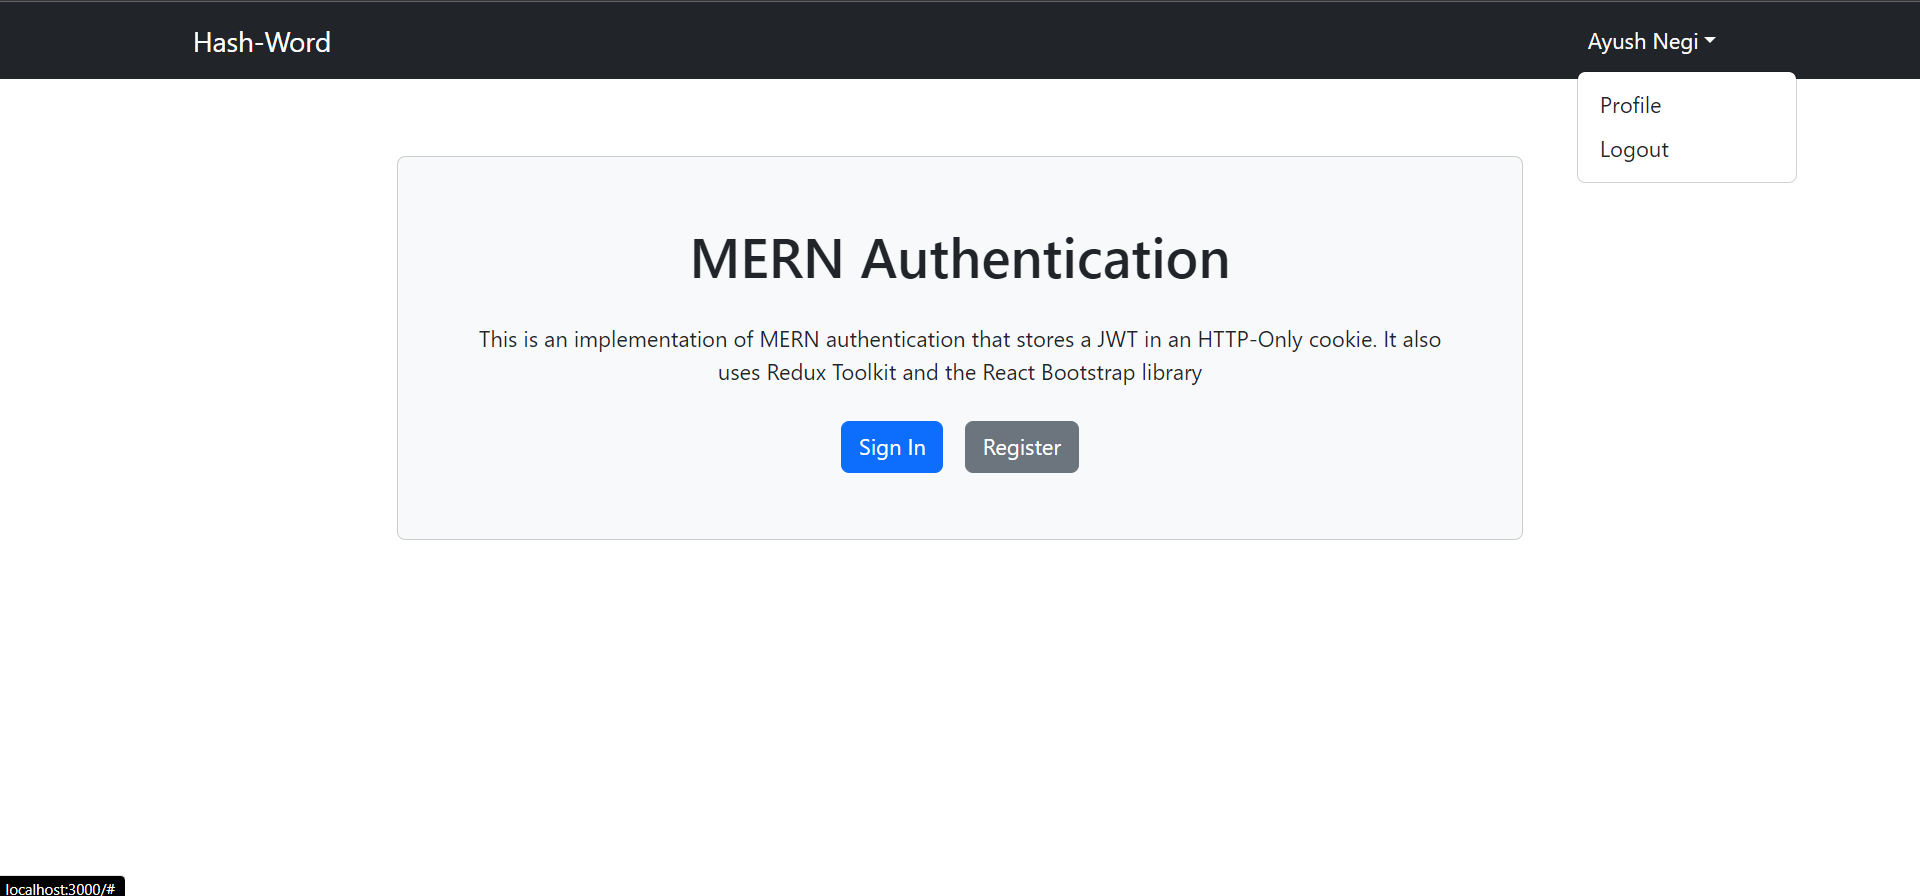 Hash-Word
Ayush Negi
Profile
Logout
MERN Authentication
This is an implementation of MERN authentication that stores a JWT in an HTTP-Only cookie. It also
uses Redux Toolkit and the React Bootstrap library
Sign In
Register
localhost:3000/#